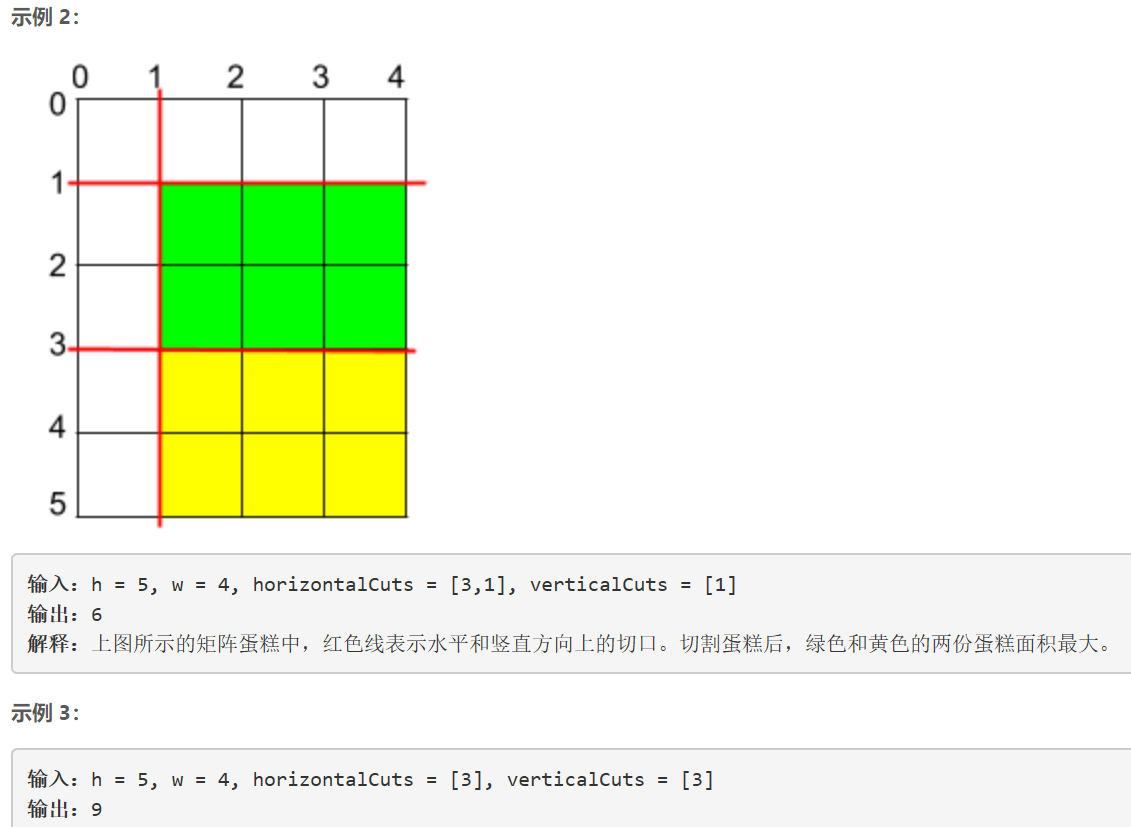 示例 2：
0 1 2 3 4
0
1
2
3
4
5
输入：h = 5, w = 4, horizontalCuts = [3,1], verticalCuts = [1]
输出：6
解释：上图所示的矩阵蛋糕中，红色线表示水平和竖直方向上的切口。切割蛋糕后，绿色和黄色的两份蛋糕面积最大。
示例 3：
输入：h = 5, w = 4, horizontalCuts = [3], verticalCuts = [3]
输出：9